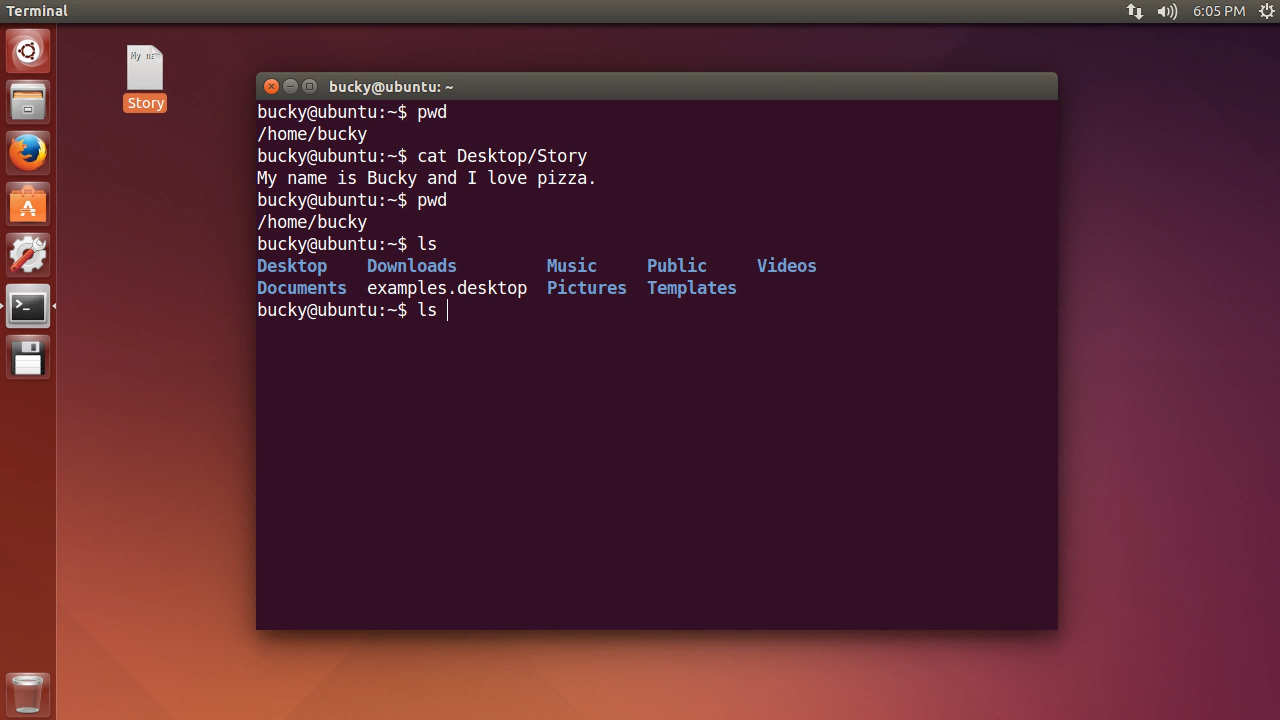 Terminal
6:05 PM
My na
Story
bucky@ubuntu: ~
bucky@ubuntu:~$ pwd
/home/bucky
bucky@ubuntu:~$ cat Desktop/Story
My name is Bucky and I love pizza.
bucky@ubuntu:~$ pwd
/home/bucky
bucky@ubuntu:~$ ls
Desktop    Downloads         Music     Public     Videos
Documents  examples.desktop  Pictures  Templates
bucky@ubuntu:~$ ls